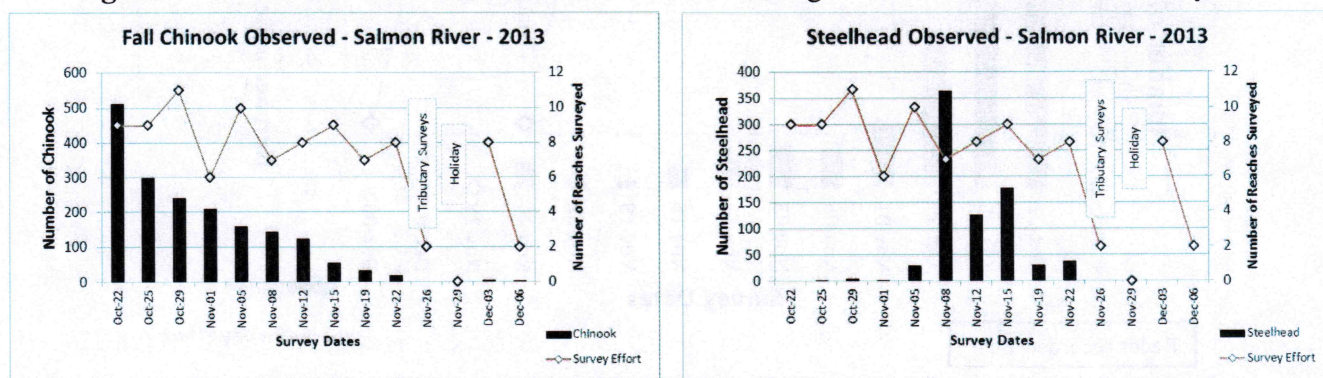 Fall Chinook Observed - Salmon River - 2013
Number of Chinook
600
500
400
300
200
100
0
12
10
8
6
4
2
0
Number of Reaches Surveyed
Tributary Surveys
Holiday
Oct-22
Oct-25
Oct-29
Nov-01
Nov-05
Nov-08
Nov-12
Nov-15
Nov-19
Nov-22
Nov-26
Nov-29
Dec-03
Dec-06
Survey Dates
Chinook
Survey Effort
Steelhead Observed - Salmon River - 2013
Number of Steelhead
400
350
300
250
200
150
100
50
0
12
10
8
6
4
2
0
Number of Reaches Surveyed
Tributary Surveys
Holiday
Oct-22
Oct-25
Oct-29
Nov-01
Nov-05
Nov-08
Nov-12
Nov-15
Nov-19
Nov-22
Nov-26
Nov-29
Dec-03
Dec-06
Survey Dates
Steelhead
Survey Effort